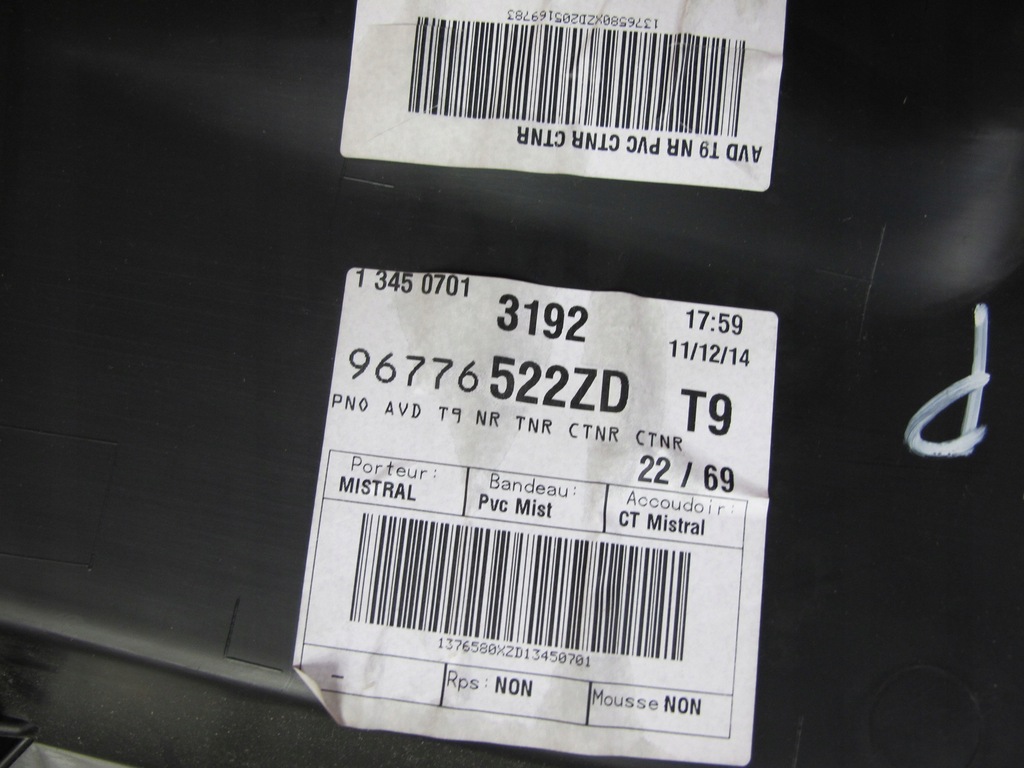 1376580XZD205169783
AVD T9 NR PVC CTNR CTNR
1 345 0701
3192
17:59
11/12/14
96776522ZD
T9
PNO AVD T9 NR TNR CTNR CTNR
22 / 69
Porteur:
MISTRAL
Bandeau:
Pvc Mist
Accoudoir:
CT Mistral
1376580XZD13450701
–
Rps: NON
Mousse NON